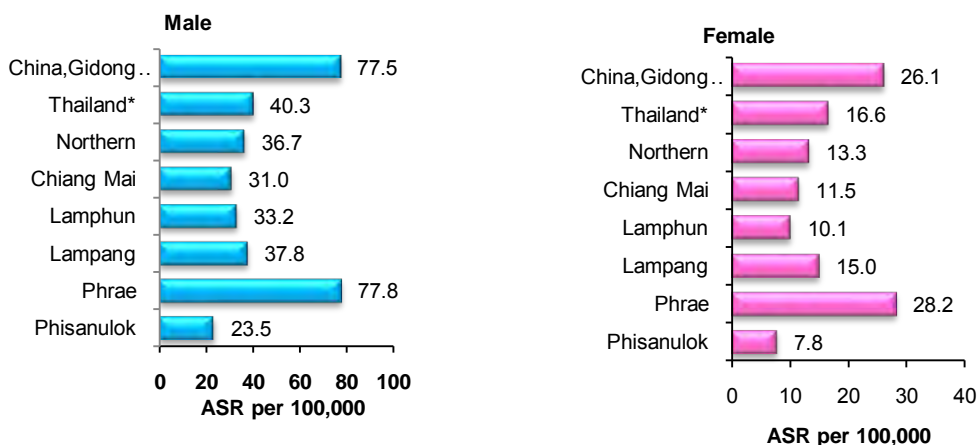 Male
China,Gidong.. 77.5
Thailand* 40.3
Northern 36.7
Chiang Mai 31.0
Lamphun 33.2
Lampang 37.8
Phrae 77.8
Phisanulok 23.5
0 20 40 60 80 100
ASR per 100,000
Female
China,Gidong.. 26.1
Thailand* 16.6
Northern 13.3
Chiang Mai 11.5
Lamphun 10.1
Lampang 15.0
Phrae 28.2
Phisanulok 7.8
0 10 20 30 40
ASR per 100,000